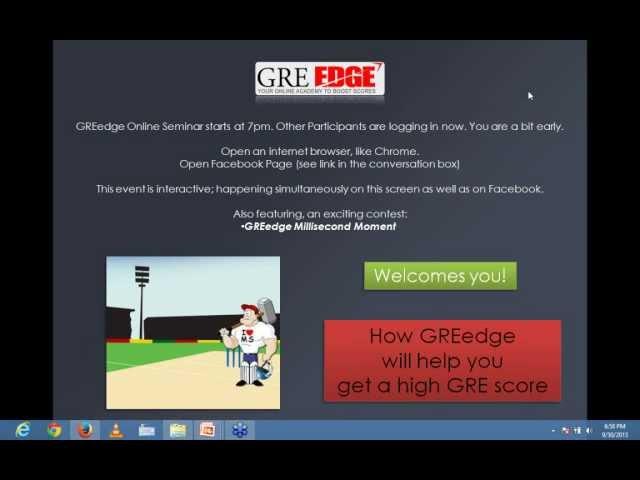 GRE EDGE
YOUR ONLINE ACADEMY TO BOOST SCORES
GREedge Online Seminar starts at 7pm. Other Participants are logging in now. You are a bit early.
Open an internet browser, like Chrome.
Open Facebook Page (see link in the conversation box)
This event is interactive; happening simultaneously on this screen as well as on Facebook.
Also featuring, an exciting contest:
•GREedge Millisecond Moment
Welcomes you!
I ♥
M S
How GREedge
will help you
get a high GRE score
6:58 PM
9/30/2013